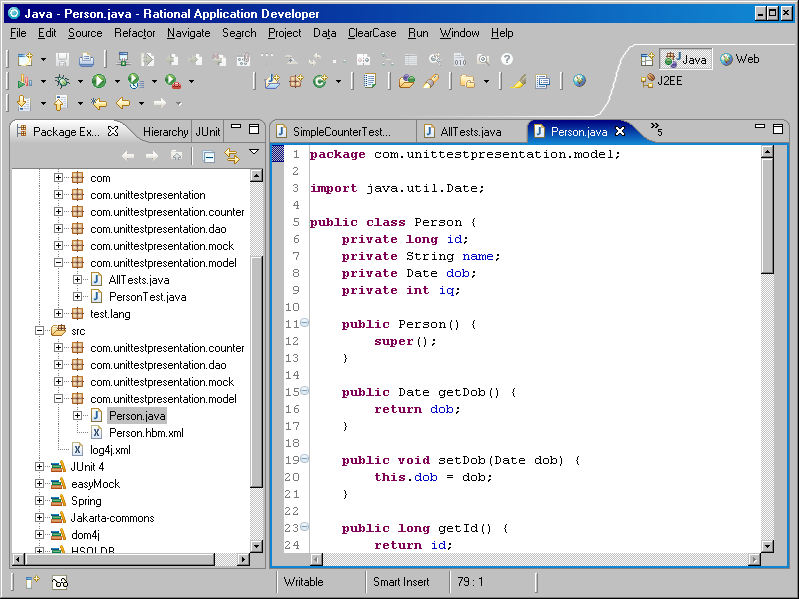 Java - Person.java - Rational Application Developer
File Edit Source Refactor Navigate Search Project Data ClearCase Run Window Help
Java Web
J2EE
Package Ex... Hierarchy JUnit
com
com.unittestpresentation
com.unittestpresentation.counter
com.unittestpresentation.dao
com.unittestpresentation.mock
com.unittestpresentation.model
AllTests.java
PersonTest.java
test.lang
src
com.unittestpresentation.counter
com.unittestpresentation.dao
com.unittestpresentation.mock
com.unittestpresentation.model
Person.java
Person.hbm.xml
log4j.xml
JUnit 4
easyMock
Spring
Jakarta-commons
dom4j
HSQLDB
SimpleCounterTest... AllTests.java Person.java »5
1 package com.unittestpresentation.model;
2
3 import java.util.Date;
4
5 public class Person {
6 private long id;
7 private String name;
8 private Date dob;
9 private int iq;
10
11 public Person() {
12 super();
13 }
14
15 public Date getDob() {
16 return dob;
17 }
18
19 public void setDob(Date dob) {
20 this.dob = dob;
21 }
22
23 public long getId() {
24 return id;
Writable Smart Insert 79 : 1